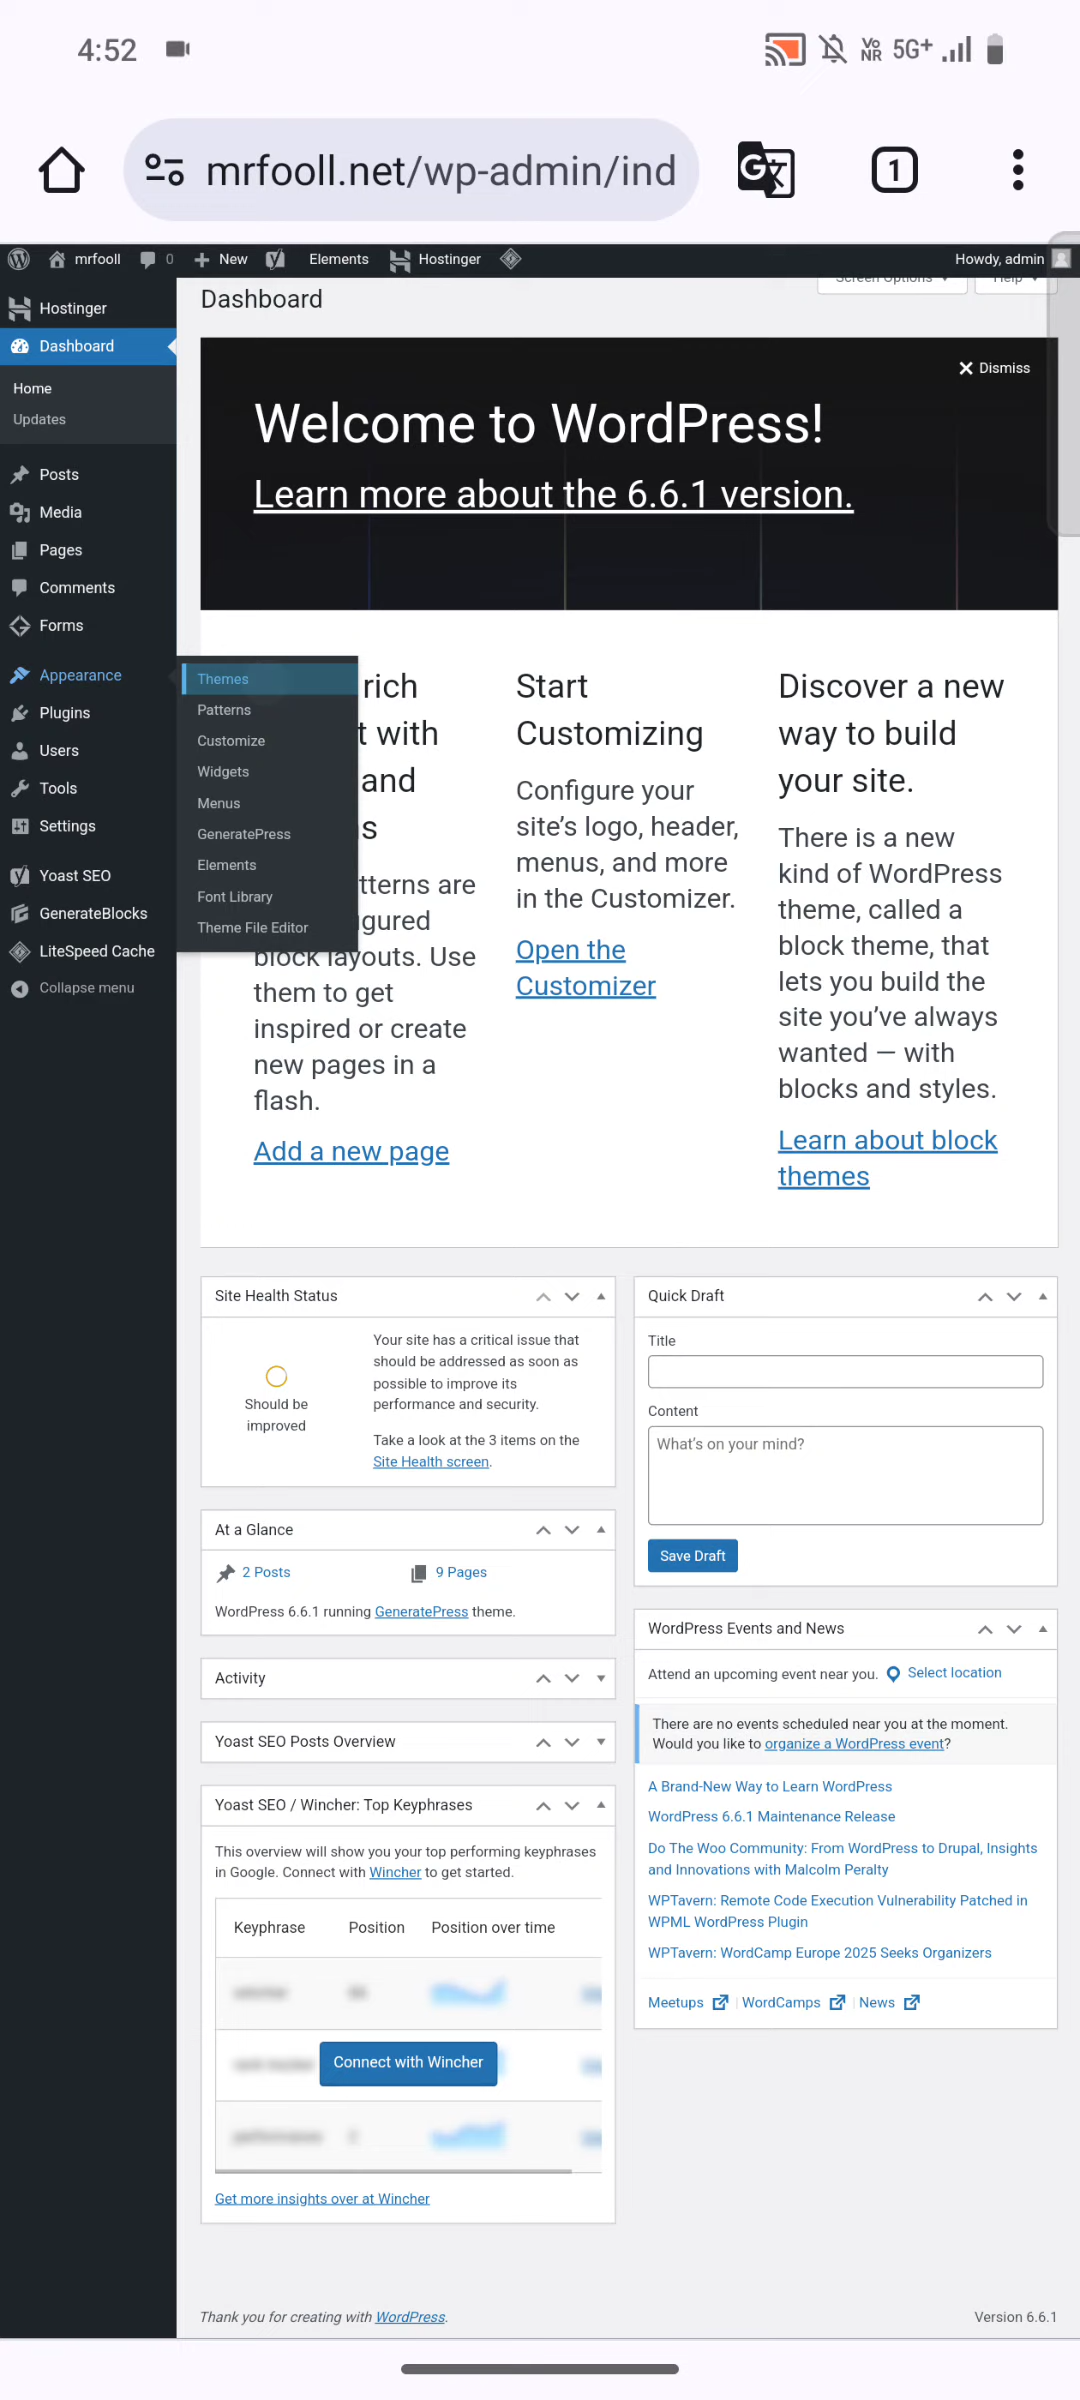 4:52
Vo
NR
5G+
mrfooll.net/wp-admin/ind
1
mrfooll
0
New
Elements
Hostinger
Howdy, admin
Hostinger
Dashboard
Home
Updates
Posts
Media
Pages
Comments
Forms
Appearance
Plugins
Users
Tools
Settings
Yoast SEO
GenerateBlocks
LiteSpeed Cache
Collapse menu
Themes
Patterns
Customize
Widgets
Menus
GeneratePress
Elements
Font Library
Theme File Editor
Dashboard
Screen Options
Help
Dismiss
Welcome to WordPress!
Learn more about the 6.6.1 version.
rich
t with
and
s
tterns are
igured
block layouts. Use
them to get
inspired or create
new pages in a
flash.
Add a new page
Start
Customizing
Configure your
site’s logo, header,
menus, and more
in the Customizer.
Open the
Customizer
Discover a new
way to build
your site.
There is a new
kind of WordPress
theme, called a
block theme, that
lets you build the
site you’ve always
wanted — with
blocks and styles.
Learn about block
themes
Site Health Status
Should be
improved
Your site has a critical issue that
should be addressed as soon as
possible to improve its
performance and security.
Take a look at the 3 items on the
Site Health screen.
At a Glance
2 Posts
9 Pages
WordPress 6.6.1 running GeneratePress theme.
Activity
Yoast SEO Posts Overview
Yoast SEO / Wincher: Top Keyphrases
This overview will show you your top performing keyphrases
in Google. Connect with Wincher to get started.
Keyphrase Position Position over time
Connect with Wincher
Get more insights over at Wincher
Quick Draft
Title
Content
What’s on your mind?
Save Draft
WordPress Events and News
Attend an upcoming event near you. Select location
There are no events scheduled near you at the moment.
Would you like to organize a WordPress event?
A Brand-New Way to Learn WordPress
WordPress 6.6.1 Maintenance Release
Do The Woo Community: From WordPress to Drupal, Insights
and Innovations with Malcolm Peralty
WPTavern: Remote Code Execution Vulnerability Patched in
WPML WordPress Plugin
WPTavern: WordCamp Europe 2025 Seeks Organizers
Meetups | WordCamps | News
Thank you for creating with WordPress.
Version 6.6.1